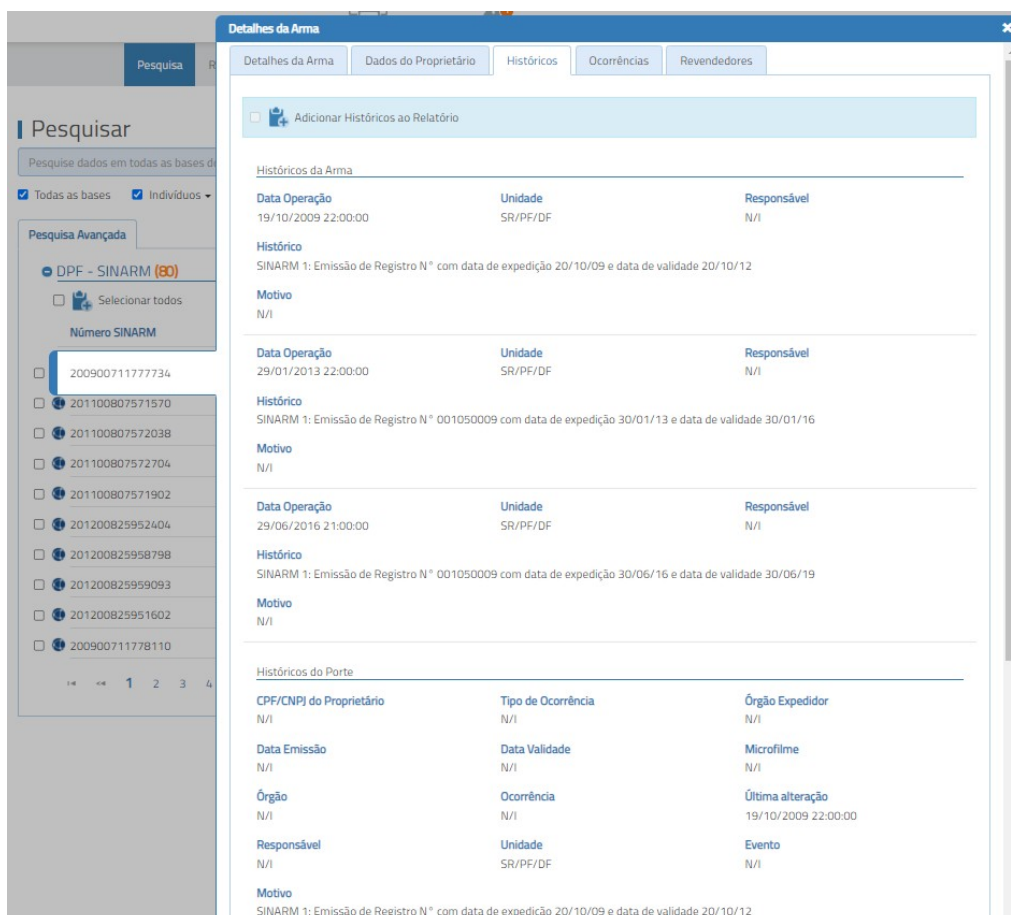 Detalhes da Arma
Detalhes da Arma Dados do Proprietário Históricos Ocorrências Revendedores
Pesquisa
Adicionar Históricos ao Relatório
Pesquisar
Pesquise dados em todas as bases d
Todas as bases Indivíduos
Pesquisa Avançada
DPF - SINARM (80)
Selecionar todos
Número SINARM
200900711777734
201100807571570
201100807572038
201100807572704
201100807571902
201200825952404
201200825958798
201200825959093
201200825951602
200900711778110
1 2 3 4
Históricos da Arma
Data Operação Unidade Responsável
19/10/2009 22:00:00 SR/PF/DF N/I
Histórico
SINARM 1: Emissão de Registro N° com data de expedição 20/10/09 e data de validade 20/10/12
Motivo
N/I
Data Operação Unidade Responsável
29/01/2013 22:00:00 SR/PF/DF N/I
Histórico
SINARM 1: Emissão de Registro N° 001050009 com data de expedição 30/01/13 e data de validade 30/01/16
Motivo
N/I
Data Operação Unidade Responsável
29/06/2016 21:00:00 SR/PF/DF N/I
Histórico
SINARM 1: Emissão de Registro N° 001050009 com data de expedição 30/06/16 e data de validade 30/06/19
Motivo
N/I
Históricos do Porte
CPF/CNPJ do Proprietário Tipo de Ocorrência Órgão Expedidor
N/I N/I N/I
Data Emissão Data Validade Microfilme
N/I N/I N/I
Órgão Ocorrência Última alteração
N/I N/I 19/10/2009 22:00:00
Responsável Unidade Evento
N/I SR/PF/DF N/I
Motivo
SINARM 1: Emissão de Registro N° com data de expedição 20/10/09 e data de validade 20/10/12